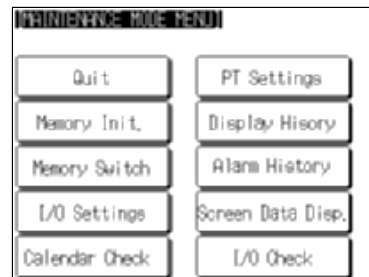 [MAINTENANCE MODE MENU]
Quit
PT Settings
Memory Init.
Display Hisory
Memory Switch
Alarm History
I/O Settings
Screen Data Disp.
Calendar Check
I/O Check